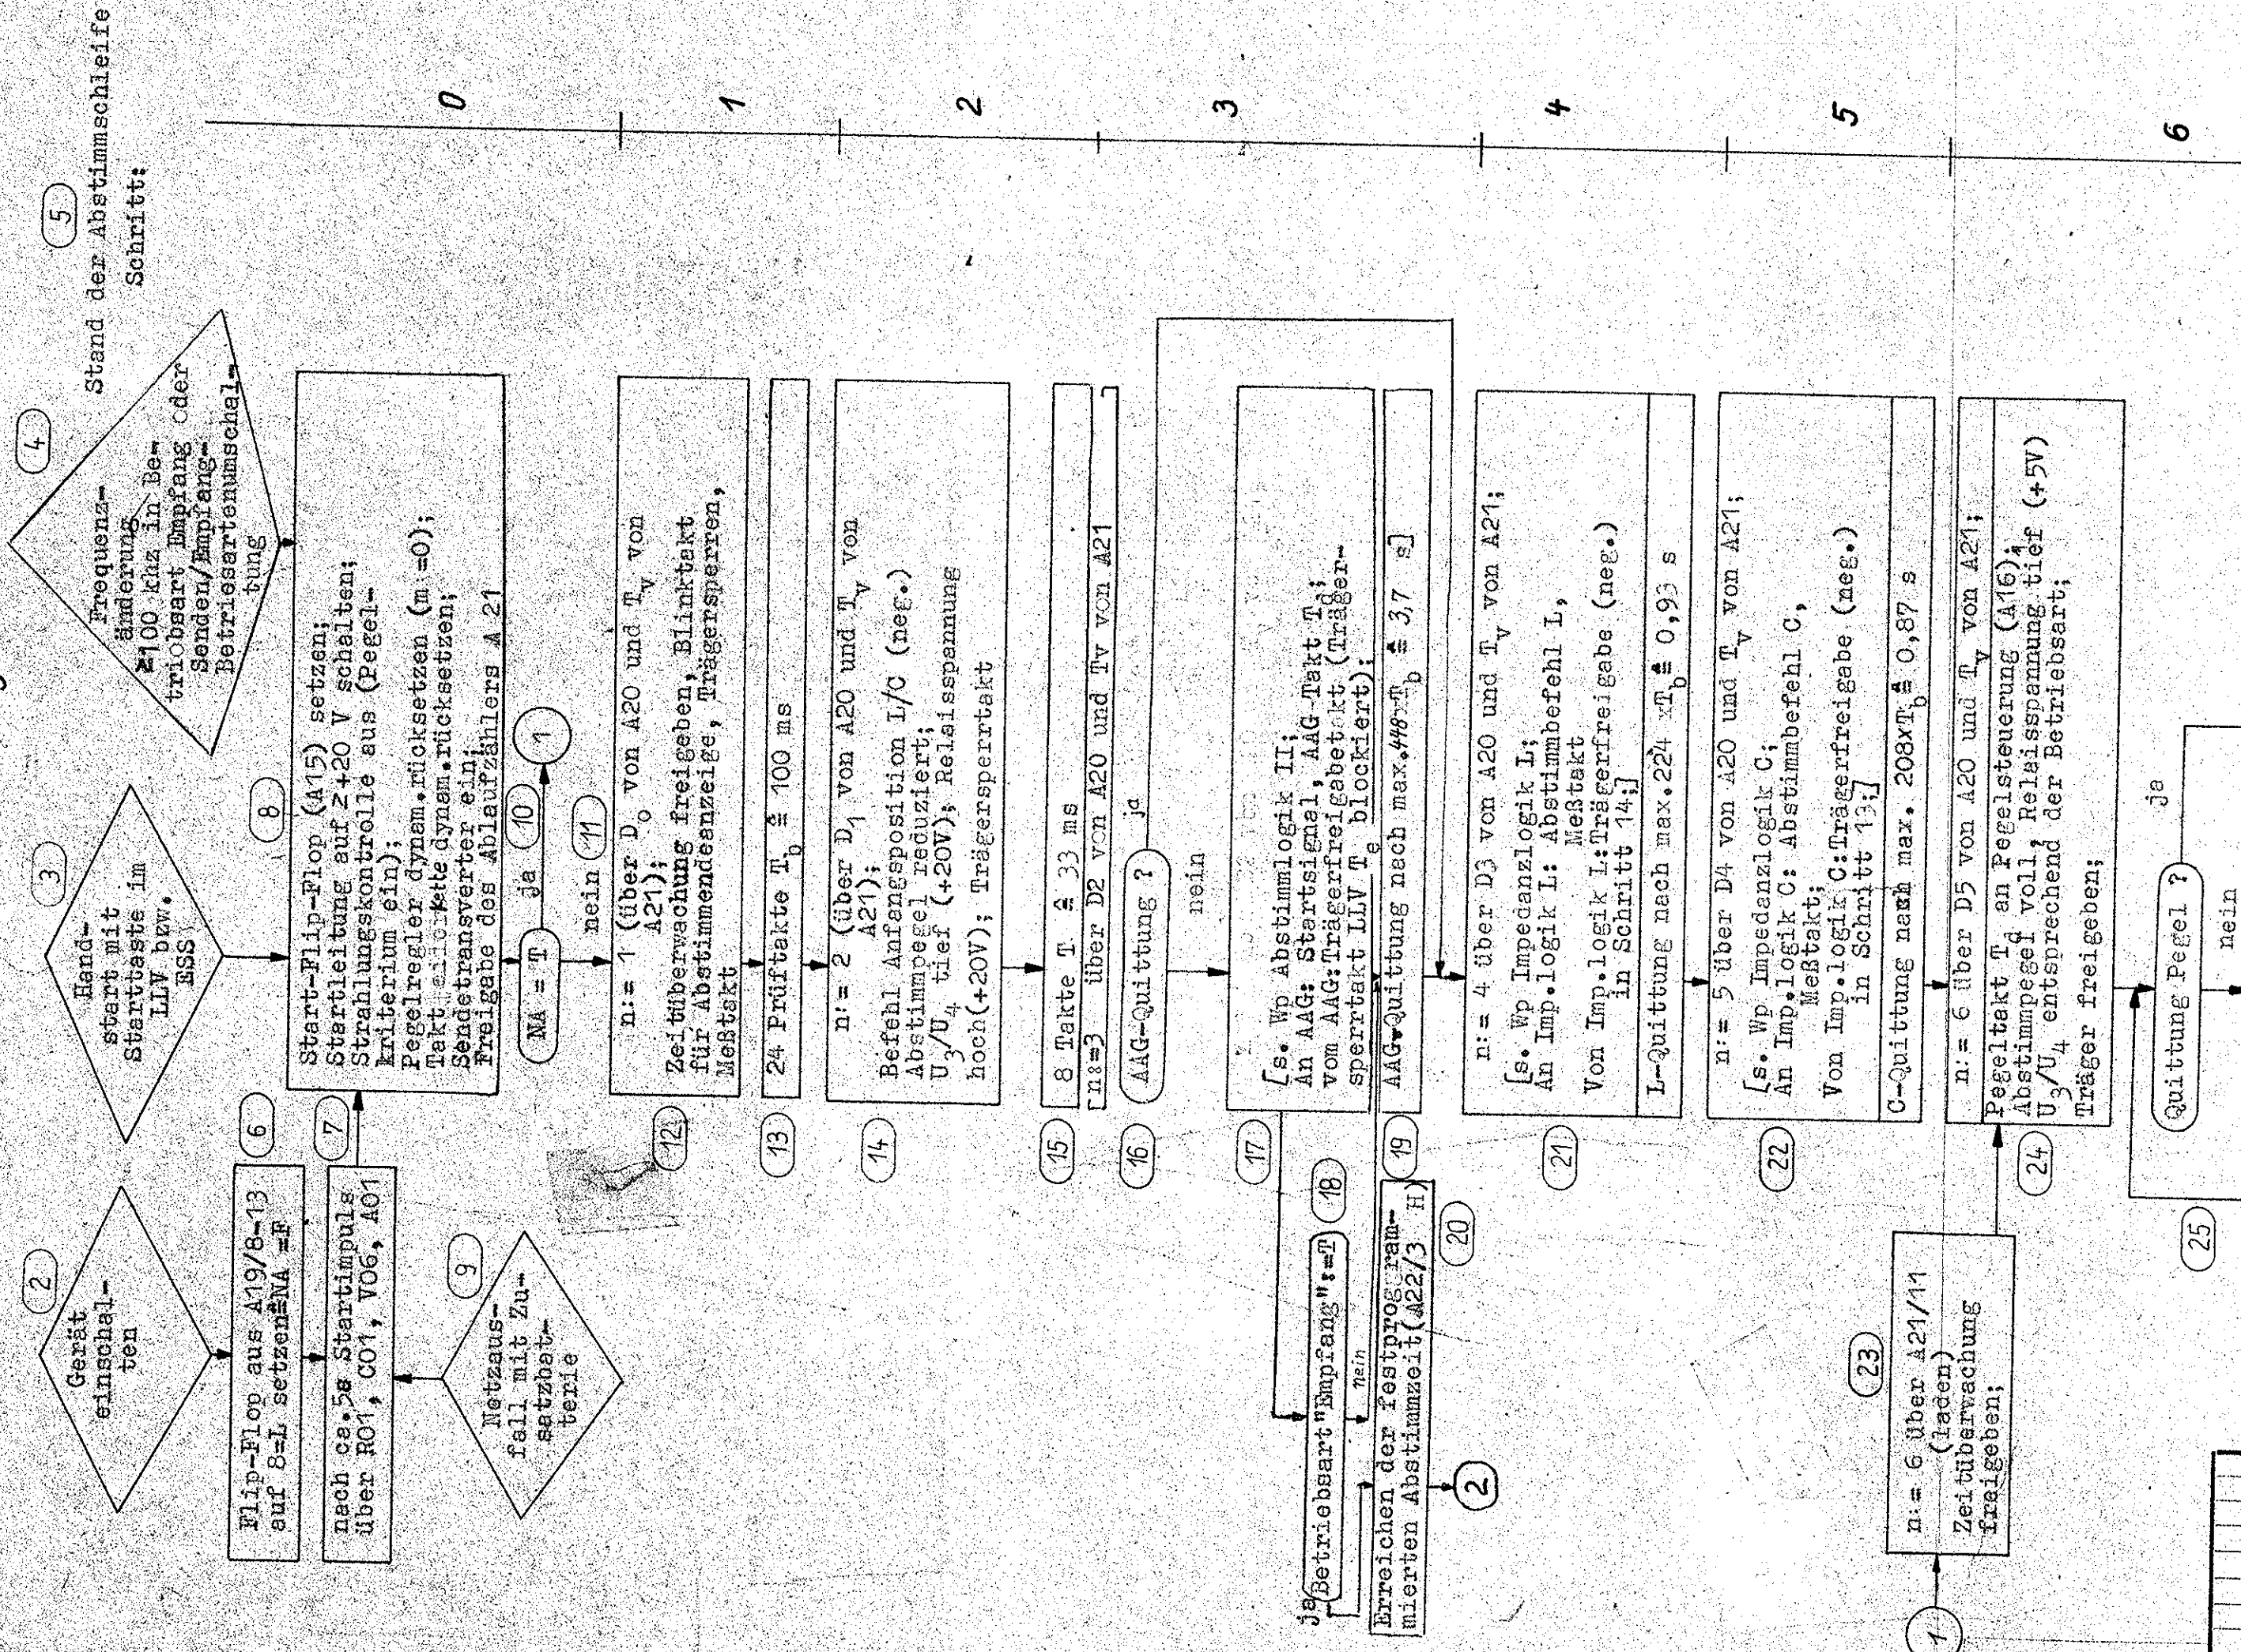 5
Stand der Abstimmschleife
Schritt:
0
1
2
3
4
5
6
2
Gerät
einschal-
ten
3
Hand-
start mit
Starttaste im
LLV bzw.
ESS
4
Frequenz-
änderung
≥100 khz in Be-
triebsart Empfang oder
Senden/Empfang-
Betriebsartenumschal-
tung
6
Flip-Flop aus A19/8-13
auf 8=L setzen≙NA =F
7
nach ca.5s Startimpuls
über R01, C01, V06, A01
9
Netzaus-
fall mit Zu-
satzbat-
terie
8
Start-Flip-Flop (A15) setzen;
Startleitung auf ≥+20 V schalten;
Strahlungskontrolle aus (Pegel-
kriterium ein);
Pegelregler dynam.rücksetzen (m:=0);
Taktteilerkette dynam.rücksetzen;
Sendetransverter ein;
Freigabe des Ablaufzählers A 21
NA = T
ja
10
1
nein
11
12
n:= 1 (über D0 von A20 und Tv von
A21);
Zeitüberwachung freigeben, Blinktakt
für Abstimmendeanzeige, Trägersperren,
Meßtakt
13
24 Prüftakte Tb ≙ 100 ms
14
n:= 2 (über D1 von A20 und Tv von
A21);
Befehl Anfangsposition L/C (neg.)
Abstimmpegel reduziert;
U3/U4 tief (+20V); Relaisspannung
hoch(+20V); Trägersperrtakt
15
8 Takte T ≙ 33 ms
[n:=3 über D2 von A20 und Tv von A21
16
AAG-Quittung ?
ja
nein
17
[s. Wp Abstimmlogik II;
An AAG: Startsignal, AAG-Takt Td;
vom AAG:Trägerfreigabetakt (Träger-
sperrtakt LLV Te blockiert);
18
ja
Betriebsart"Empfang":=T
nein
19
AAG-Quittung nach max.448xTb ≙ 3,7 s]
20
Erreichen der festprogram-
mierten Abstimmzeit(A22/3 H)
2
21
n:= 4 über D3 von A20 und Tv von A21;
[s. Wp Impedanzlogik L;
An Imp.logik L: Abstimmbefehl L,
Meßtakt
Von Imp.logik L:Trägerfreigabe (neg.)
in Schritt 14;]
L-Quittung nach max.224 xTb≙ 0,93 s
22
n:= 5 über D4 von A20 und Tv von A21;
[s. Wp Impedanzlogik C;
An Imp.logik C: Abstimmbefehl C,
Meßtakt;
Von Imp.logik C:Trägerfreigabe (neg.)
in Schritt 13;]
C-Quittung nach max. 208xTb≙ 0,87 s
1
23
n:= 6 über A21/11
(laden)
Zeitüberwachung
freigeben;
24
n:= 6 über D5 von A20 und Tv von A21;
Pegeltakt Td an Pegelsteuerung (A16);
Abstimmpegel voll, Relaisspannung tief (+5V)
U3/U4 entsprechend der Betriebsart;
Träger freigeben;
25
Quittung Pegel ?
ja
nein